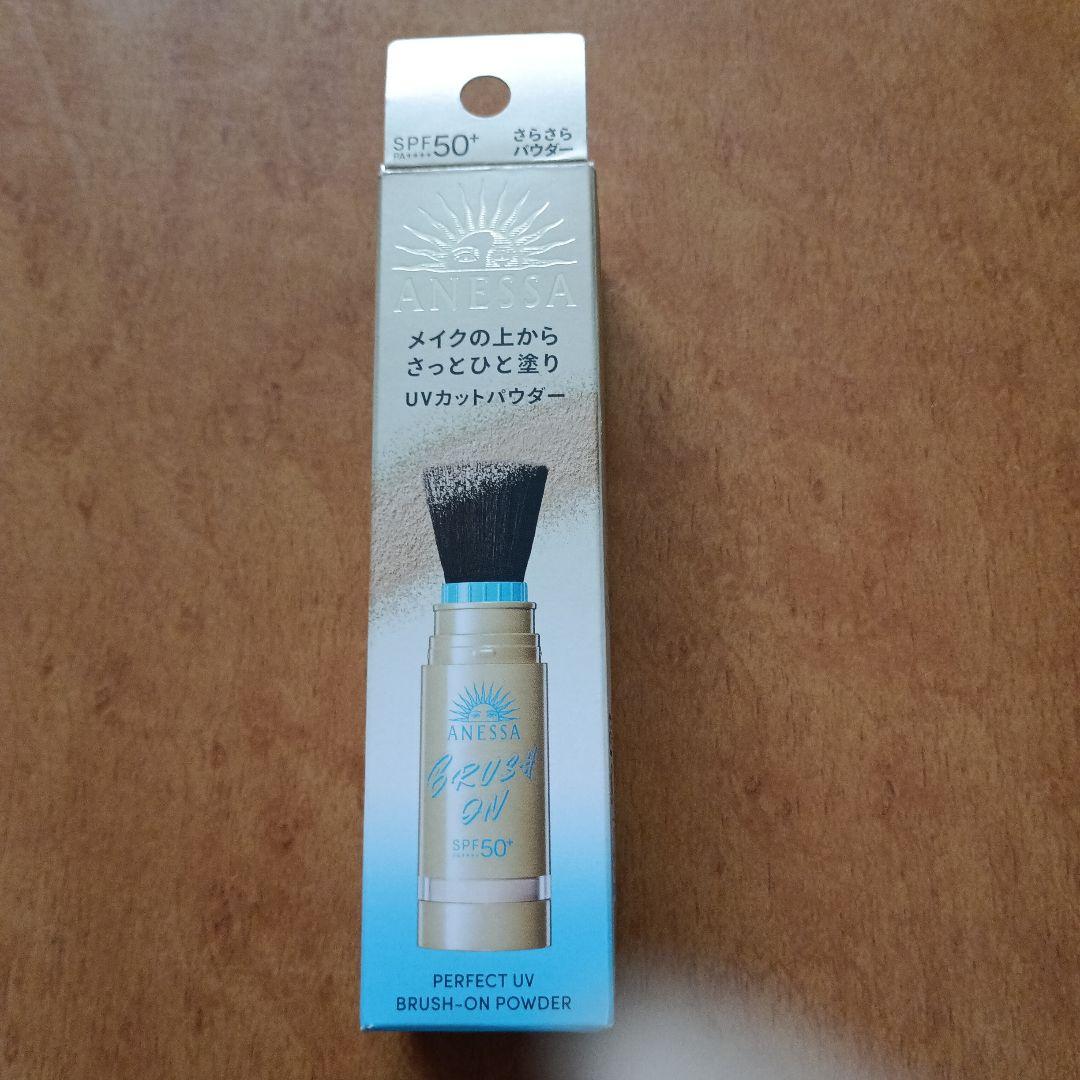 SPF50+ さらさら
PA++++ パウダー
ANESSA
メイクの上から
さっとひと塗り
UVカットパウダー
ANESSA
BRUSH
ON
SPF50+
PA++++
PERFECT UV
BRUSH-ON POWDER